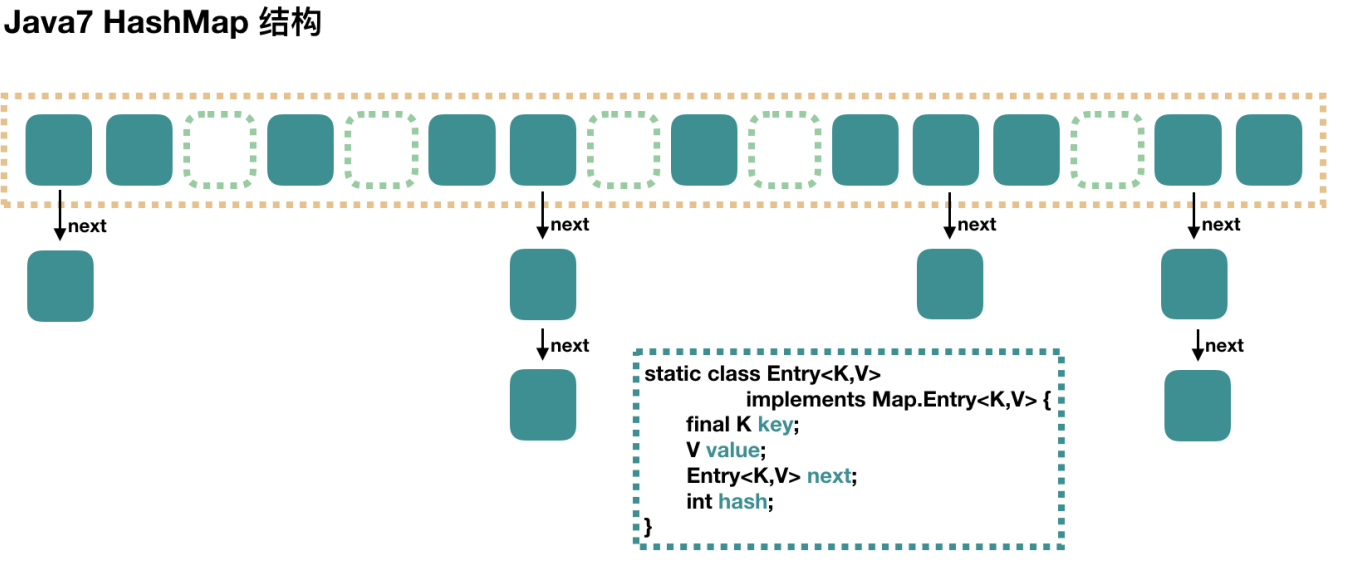 Java7 HashMap 结构
next
next
next
next
next
next
static class Entry<K,V>
implements Map.Entry<K,V> {
final K key;
V value;
Entry<K,V> next;
int hash;
}